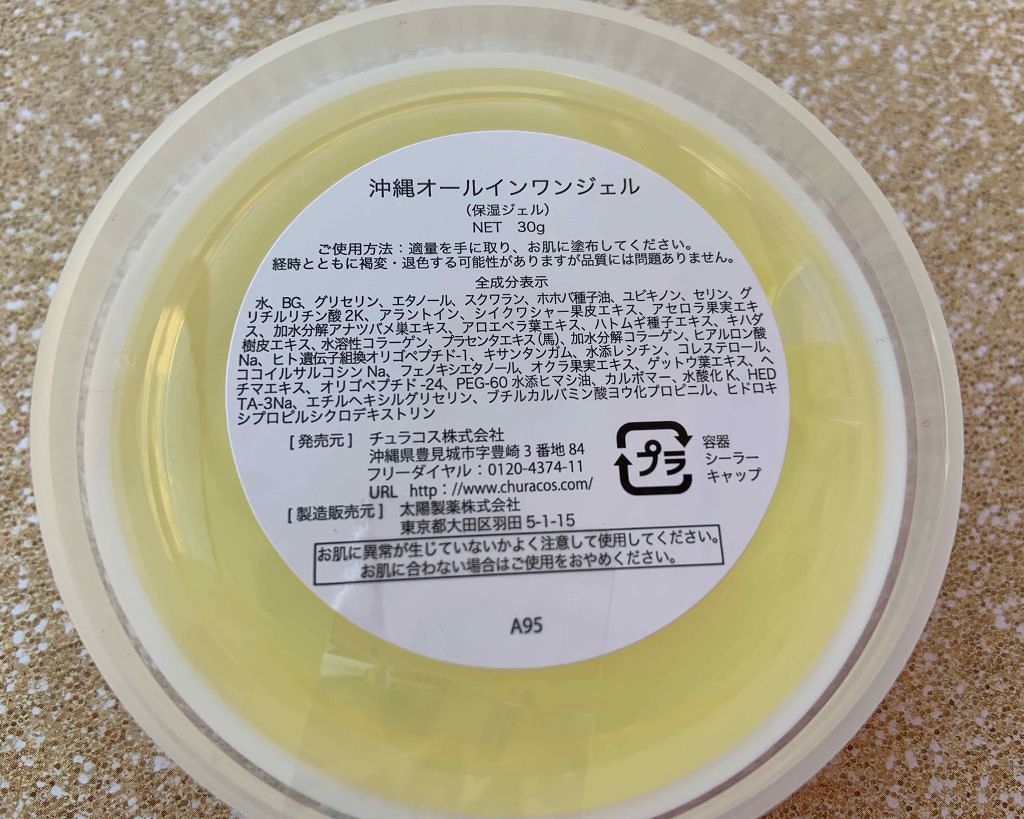 沖縄オールインワンジェル
（保湿ジェル）
NET 30g
ご使用方法：適量を手に取り、お肌に塗布してください。
経時とともに褐変・退色する可能性がありますが品質には問題ありません。
全成分表示
水、BG、グリセリン、エタノール、スクワラン、ホホバ種子油、ユビキノン、セリン、グ
リチルリチン酸2K、アラントイン、シイクワシャー果皮エキス、アセロラ果実エキ
ス、加水分解アナツバメ巣エキス、アロエベラ葉エキス、ハトムギ種子エキス、キハダ
樹皮エキス、水溶性コラーゲン、プラセンタエキス（馬）、加水分解コラーゲン、ヒアルロン酸
Na、ヒト遺伝子組換オリゴペプチド-1、キサンタンガム、水添レシチン、コレステロール、
ココイルサルコシンNa、フェノキシエタノール、オクラ果実エキス、ゲットウ葉エキス、ヘ
チマエキス、オリゴペプチド-24、PEG-60水添ヒマシ油、カルボマー、水酸化K、HED
TA-3Na、エチルヘキシルグリセリン、ブチルカルバミン酸ヨウ化プロピニル、ヒドロキ
シプロピルシクロデキストリン
[発売元] チュラコス株式会社
沖縄県豊見城市字豊崎3番地84
フリーダイヤル：0120-4374-11
URL http：//www.churacos.com/
[製造販売元] 太陽製薬株式会社
東京都大田区羽田5-1-15
プラ
容器
シーラー
キャップ
お肌に異常が生じていないかよく注意して使用してください。
お肌に合わない場合はご使用をおやめください。
A95